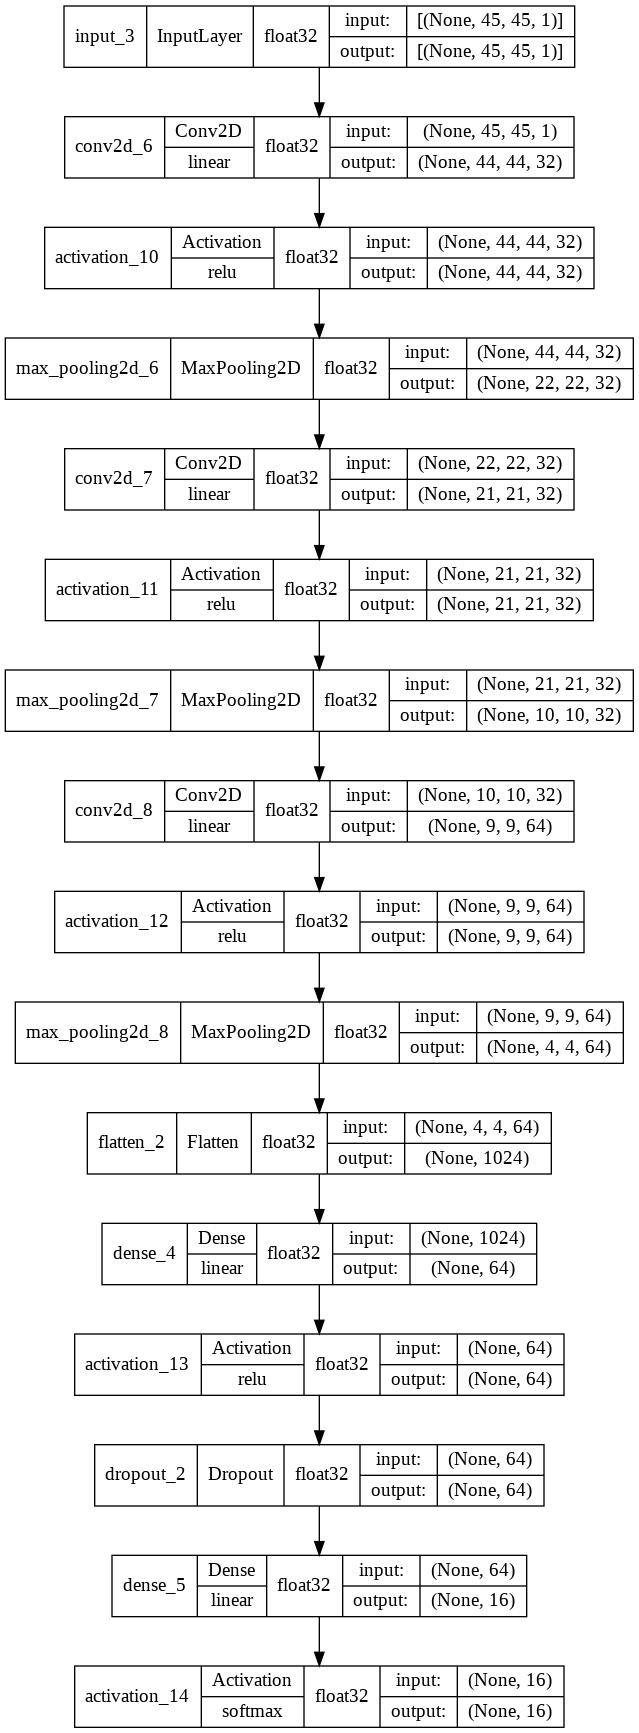 input_3 InputLayer float32 input: [(None, 45, 45, 1)]
output: [(None, 45, 45, 1)]
conv2d_6 Conv2D linear float32 input: (None, 45, 45, 1)
output: (None, 44, 44, 32)
activation_10 Activation relu float32 input: (None, 44, 44, 32)
output: (None, 44, 44, 32)
max_pooling2d_6 MaxPooling2D float32 input: (None, 44, 44, 32)
output: (None, 22, 22, 32)
conv2d_7 Conv2D linear float32 input: (None, 22, 22, 32)
output: (None, 21, 21, 32)
activation_11 Activation relu float32 input: (None, 21, 21, 32)
output: (None, 21, 21, 32)
max_pooling2d_7 MaxPooling2D float32 input: (None, 21, 21, 32)
output: (None, 10, 10, 32)
conv2d_8 Conv2D linear float32 input: (None, 10, 10, 32)
output: (None, 9, 9, 64)
activation_12 Activation relu float32 input: (None, 9, 9, 64)
output: (None, 9, 9, 64)
max_pooling2d_8 MaxPooling2D float32 input: (None, 9, 9, 64)
output: (None, 4, 4, 64)
flatten_2 Flatten float32 input: (None, 4, 4, 64)
output: (None, 1024)
dense_4 Dense linear float32 input: (None, 1024)
output: (None, 64)
activation_13 Activation relu float32 input: (None, 64)
output: (None, 64)
dropout_2 Dropout float32 input: (None, 64)
output: (None, 64)
dense_5 Dense linear float32 input: (None, 64)
output: (None, 16)
activation_14 Activation softmax float32 input: (None, 16)
output: (None, 16)